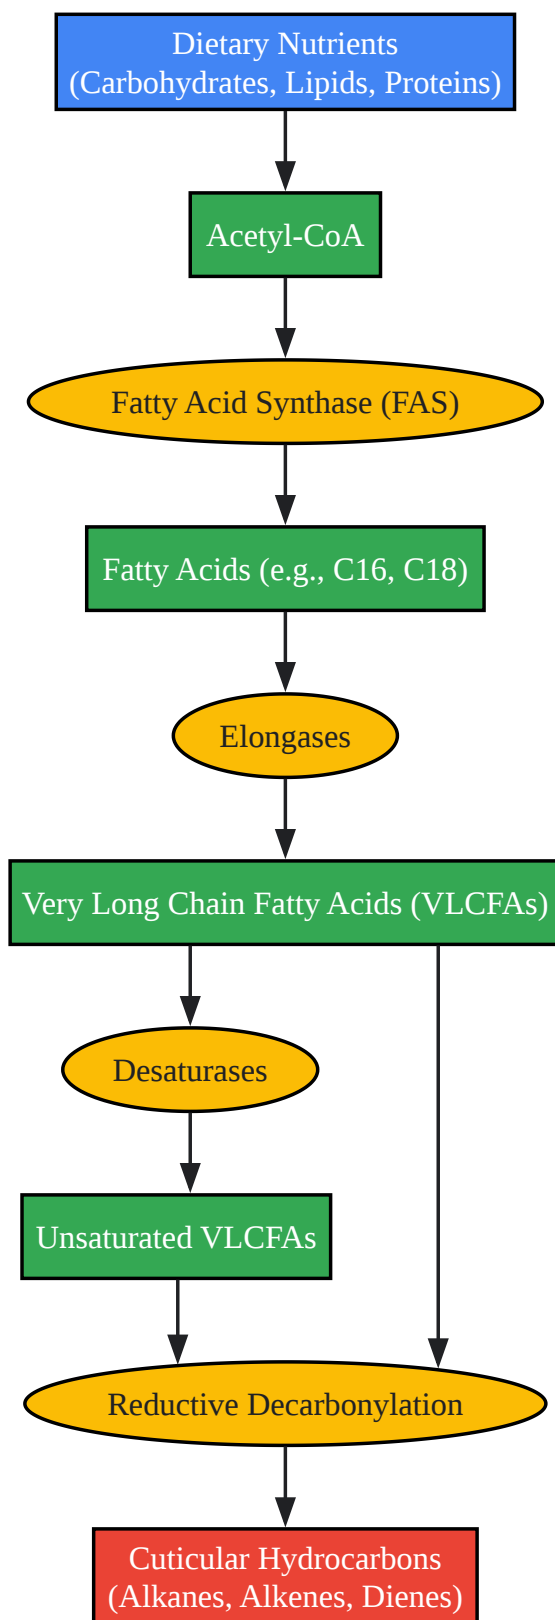 Dietary Nutrients
(Carbohydrates, Lipids, Proteins)
Acetyl-CoA
Fatty Acid Synthase (FAS)
Fatty Acids (e.g., C16, C18)
Elongases
Very Long Chain Fatty Acids (VLCFAs)
Desaturases
Unsaturated VLCFAs
Reductive Decarbonylation
Cuticular Hydrocarbons
(Alkanes, Alkenes, Dienes)